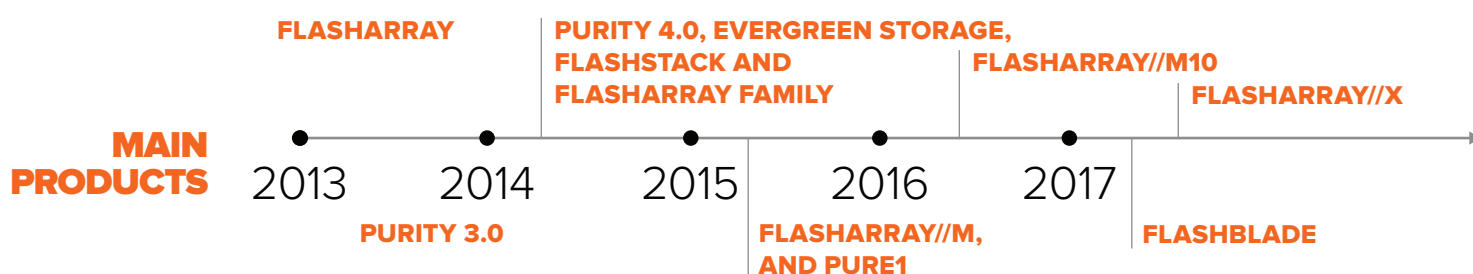 FLASHARRAY
PURITY 4.0, EVERGREEN STORAGE,
FLASHSTACK AND
FLASHARRAY FAMILY
FLASHARRAY//M10
FLASHARRAY//X
MAIN
PRODUCTS
2013
2014
2015
2016
2017
PURITY 3.0
FLASHARRAY//M,
AND PURE1
FLASHBLADE